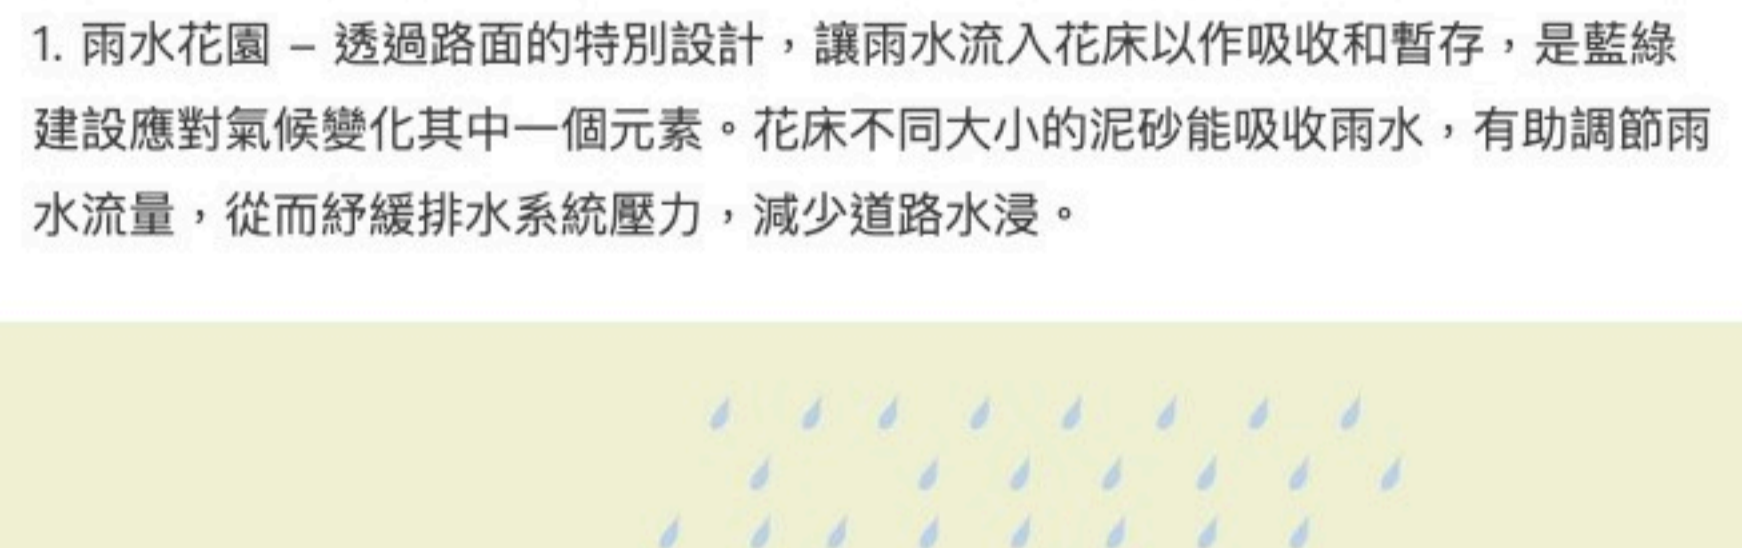 1. 雨水花園 – 透過路面的特別設計，讓雨水流入花床以作吸收和暫存，是藍綠
建設應對氣候變化其中一個元素。花床不同大小的泥砂能吸收雨水，有助調節雨
水流量，從而紓緩排水系統壓力，減少道路水浸。